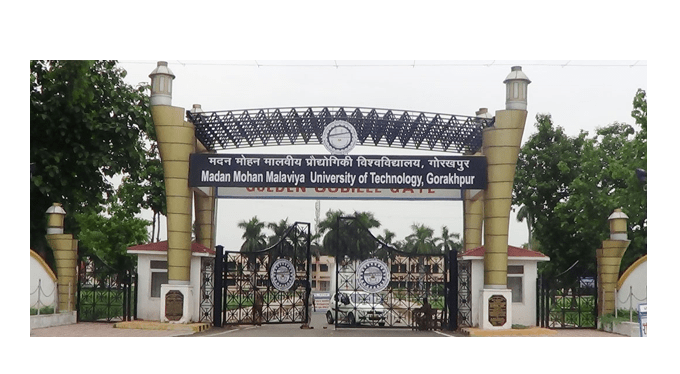 मदन मोहन मालवीय प्रौद्योगिकी विश्वविद्यालय, गोरखपुर
Madan Mohan Malaviya University of Technology, Gorakhpur
GOLDEN JUBILEE GATE